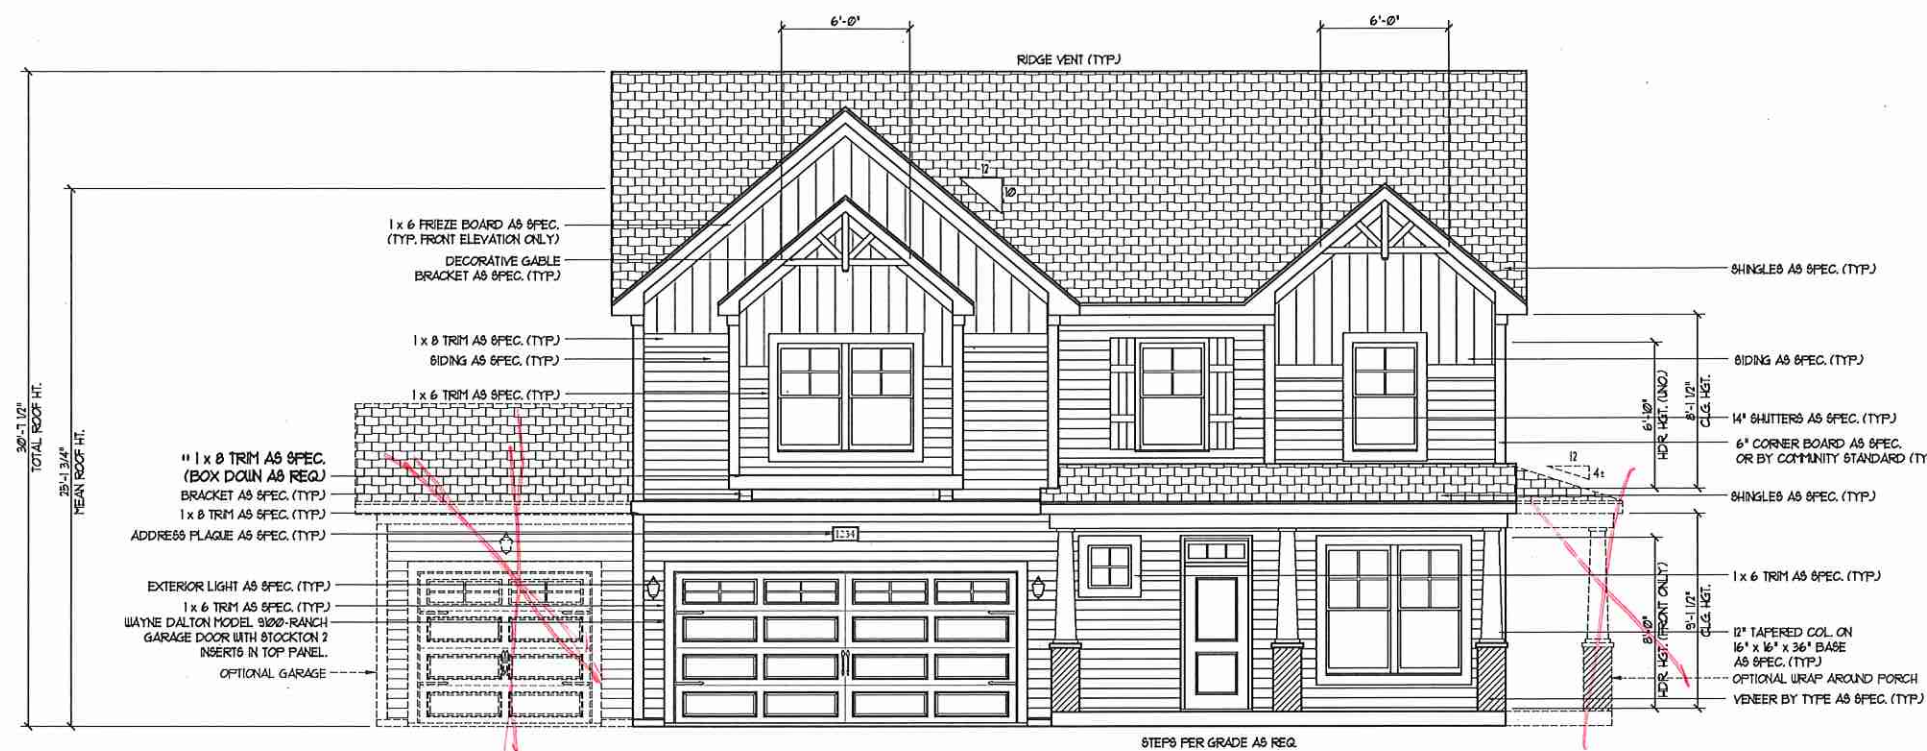 6'-0"
6'-0"
RIDGE VENT (TYP.)
12
10
1 x 6 FRIEZE BOARD AS SPEC.
(TYP. FRONT ELEVATION ONLY)
DECORATIVE GABLE
BRACKET AS SPEC. (TYP.)
SHINGLES AS SPEC. (TYP.)
1 x 8 TRIM AS SPEC. (TYP.)
SIDING AS SPEC. (TYP.)
SIDING AS SPEC. (TYP.)
1 x 6 TRIM AS SPEC. (TYP.)
30'-7 1/2"
TOTAL ROOF HT.
25'-1 3/4"
MEAN ROOF HT.
6'-10"
HDR. HGT. (UNO)
8'-1 1/2"
CLG. HGT.
14" SHUTTERS AS SPEC. (TYP.)
6" CORNER BOARD AS SPEC.
OR BY COMMUNITY STANDARD (TY
12
4±
" 1 x 8 TRIM AS SPEC.
(BOX DOWN AS REQ.)
BRACKET AS SPEC. (TYP.)
SHINGLES AS SPEC. (TYP.)
1 x 8 TRIM AS SPEC. (TYP.)
ADDRESS PLAQUE AS SPEC. (TYP.)
1234
EXTERIOR LIGHT AS SPEC. (TYP.)
1 x 6 TRIM AS SPEC. (TYP.)
1 x 6 TRIM AS SPEC. (TYP.)
WAYNE DALTON MODEL 9100-RANCH
GARAGE DOOR WITH STOCKTON 2
INSERTS IN TOP PANEL.
OPTIONAL GARAGE
8'-0"
HDR. HGT. (FRONT ONLY)
9'-1 1/2"
CLG. HGT.
12" TAPERED COL. ON
16" x 16" x 36" BASE
AS SPEC. (TYP.)
OPTIONAL WRAP AROUND PORCH
VENEER BY TYPE AS SPEC. (TYP.)
STEPS PER GRADE AS REQ.